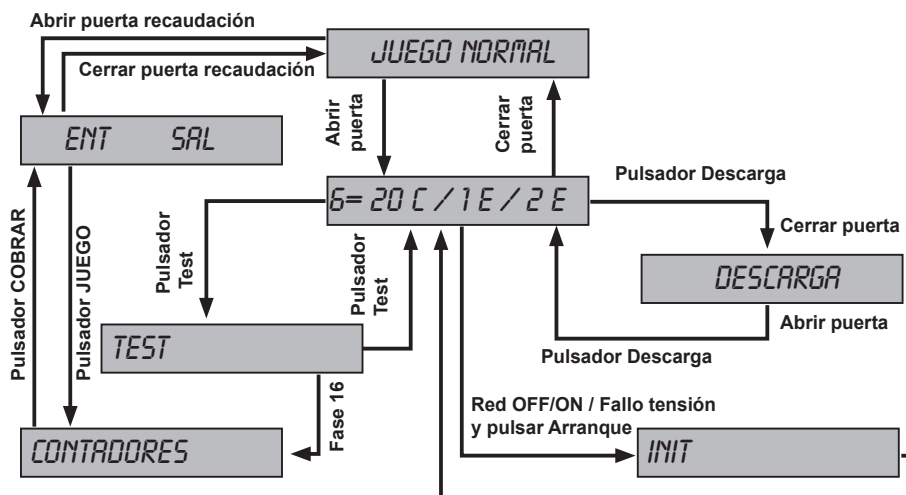 Abrir puerta recaudación
JUEGO NORMAL
Cerrar puerta recaudación
Abrir
puerta
Cerrar
puerta
ENT SAL
6= 20 C / 1 E / 2 E
Pulsador Descarga
Cerrar puerta
Pulsador COBRAR
Pulsador JUEGO
Pulsador
Test
Pulsador
Test
DESCARGA
Abrir puerta
TEST
Pulsador Descarga
Fase 16
Red OFF/ON / Fallo tensión
y pulsar Arranque
CONTADORES
INIT